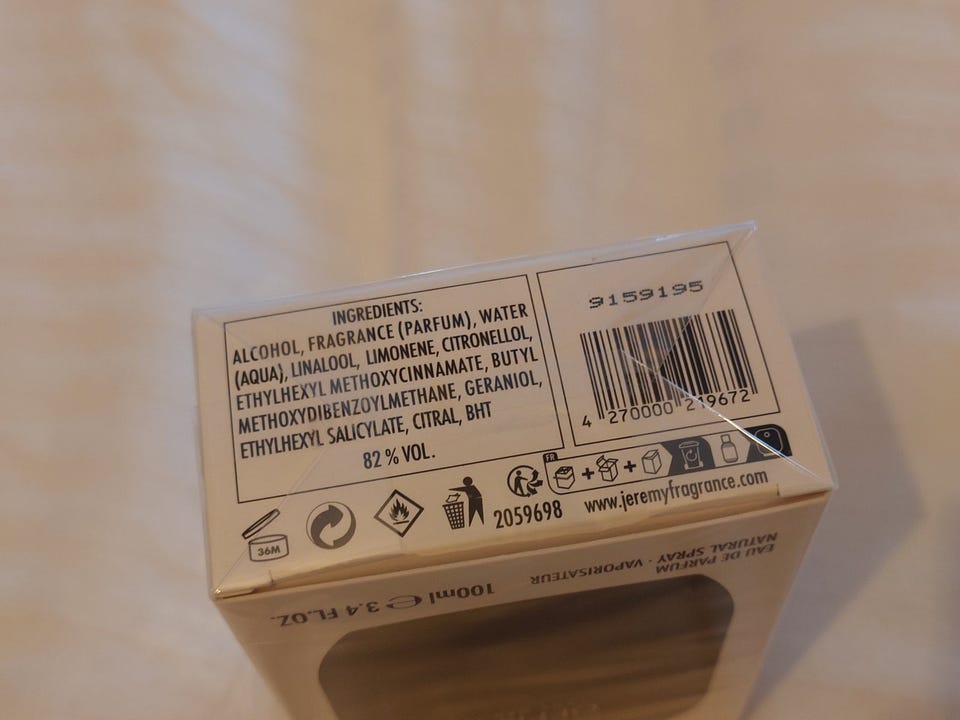 INGREDIENTS:
ALCOHOL, FRAGRANCE (PARFUM), WATER
(AQUA), LINALOOL, LIMONENE, CITRONELLOL,
ETHYLHEXYL METHOXYCINNAMATE, BUTYL
METHOXYDIBENZOYLMETHANE, GERANIOL,
ETHYLHEXYL SALICYLATE, CITRAL, BHT
82 % VOL.
9159195
4 270000 219672
FR
36M
2059698
www.jeremyfragrance.com
EAU DE PARFUM
NATURAL SPRAY · VAPORISATEUR
100ml ℮ 3.4 FL.OZ.